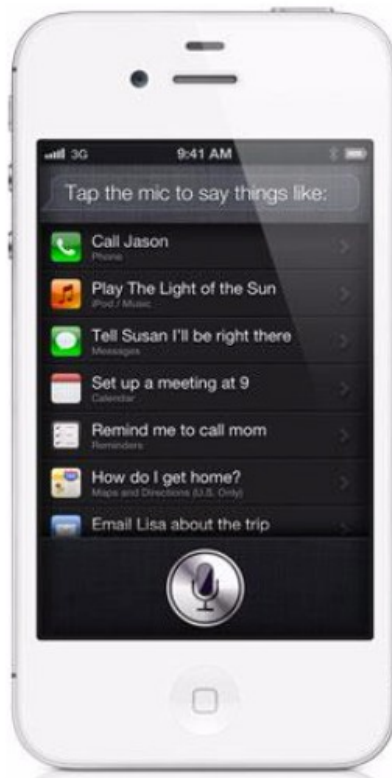 3G 9:41 AM
Tap the mic to say things like:
Call Jason
Phone
Play The Light of the Sun
iPod / Music
Tell Susan I'll be right there
Messages
Set up a meeting at 9
Calendar
Remind me to call mom
Reminders
How do I get home?
Maps and Directions (U.S. Only)
Email Lisa about the trip